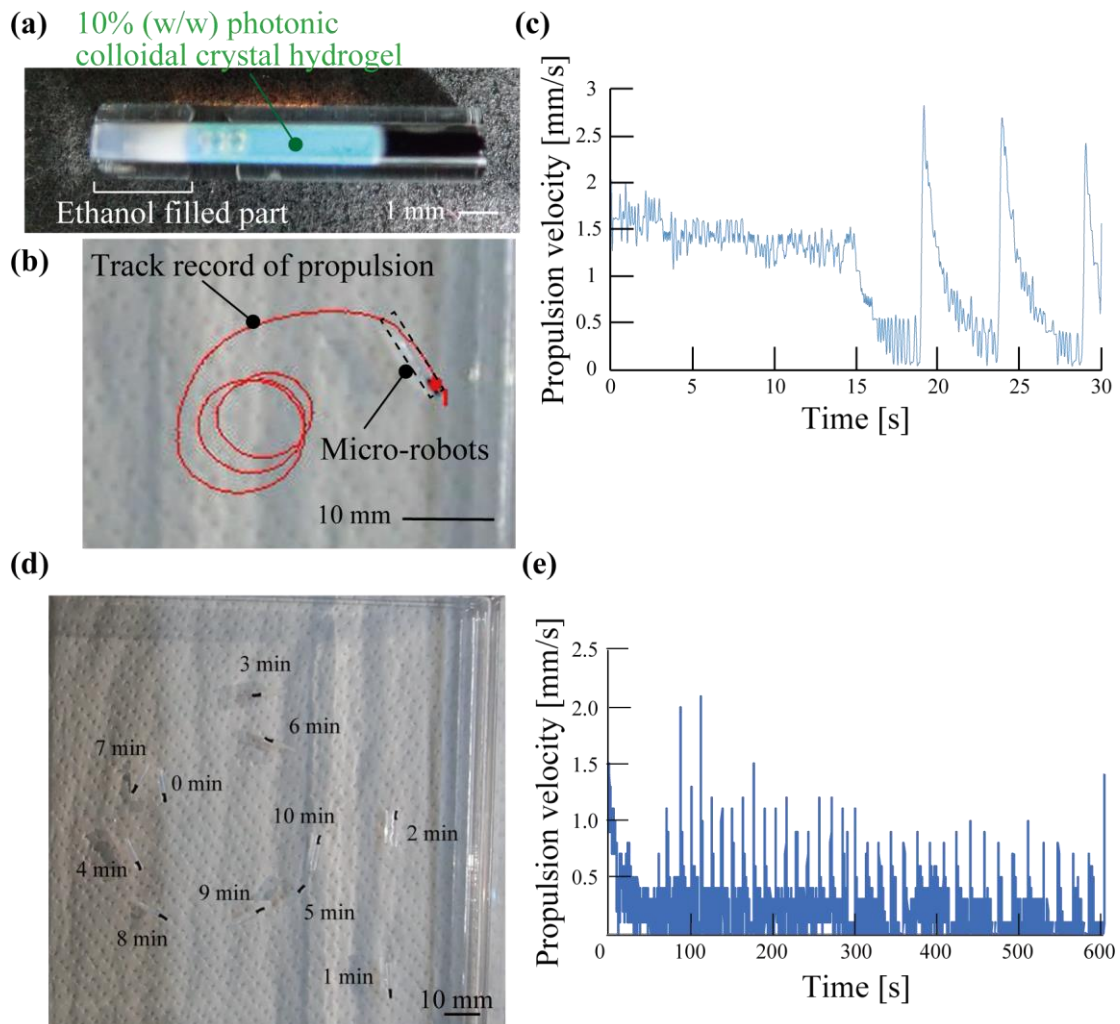 (a)
10% (w/w) photonic
colloidal crystal hydrogel
Ethanol filled part
1 mm
(b)
Track record of propulsion
Micro-robots
10 mm
(c)
Propulsion velocity [mm/s]
3
2.5
2
1.5
1
0.5
0
0 5 10 15 20 25 30
Time [s]
(d)
3 min
6 min
7 min
0 min
10 min
2 min
4 min
9 min
5 min
8 min
1 min
10 mm
(e)
Propulsion velocity [mm/s]
2.5
2.0
1.5
1.0
0.5
0 100 200 300 400 500 600
Time [s]